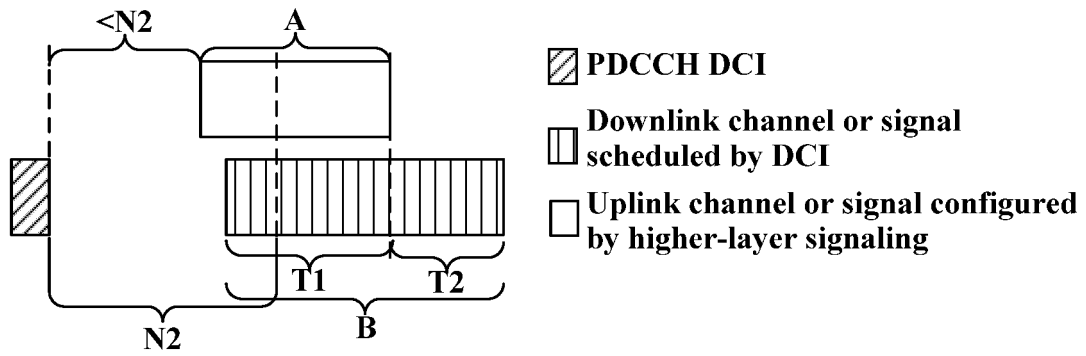 <N2
A
PDCCH DCI
Downlink channel or signal
scheduled by DCI
Uplink channel or signal configured
by higher-layer signaling
T1
T2
N2
B